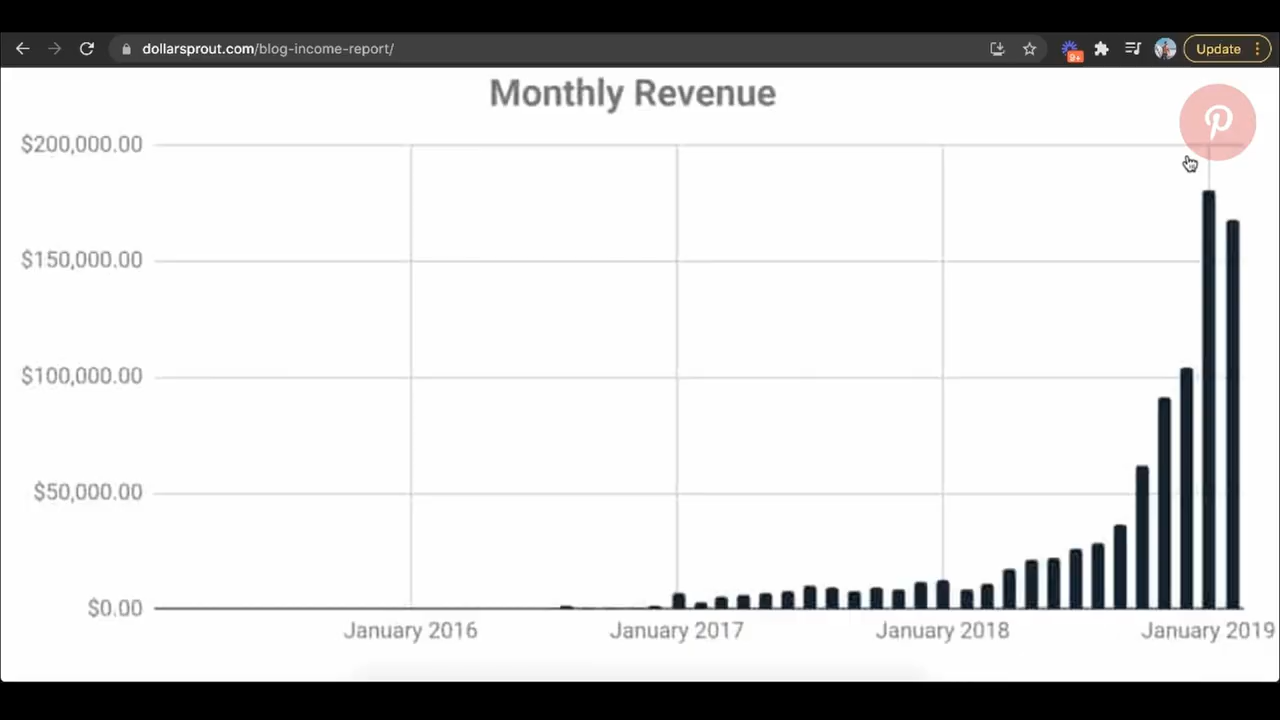 dollarsprout.com/blog-income-report/
9+
Update
Monthly Revenue
$200,000.00
$150,000.00
$100,000.00
$50,000.00
$0.00
January 2016
January 2017
January 2018
January 2019